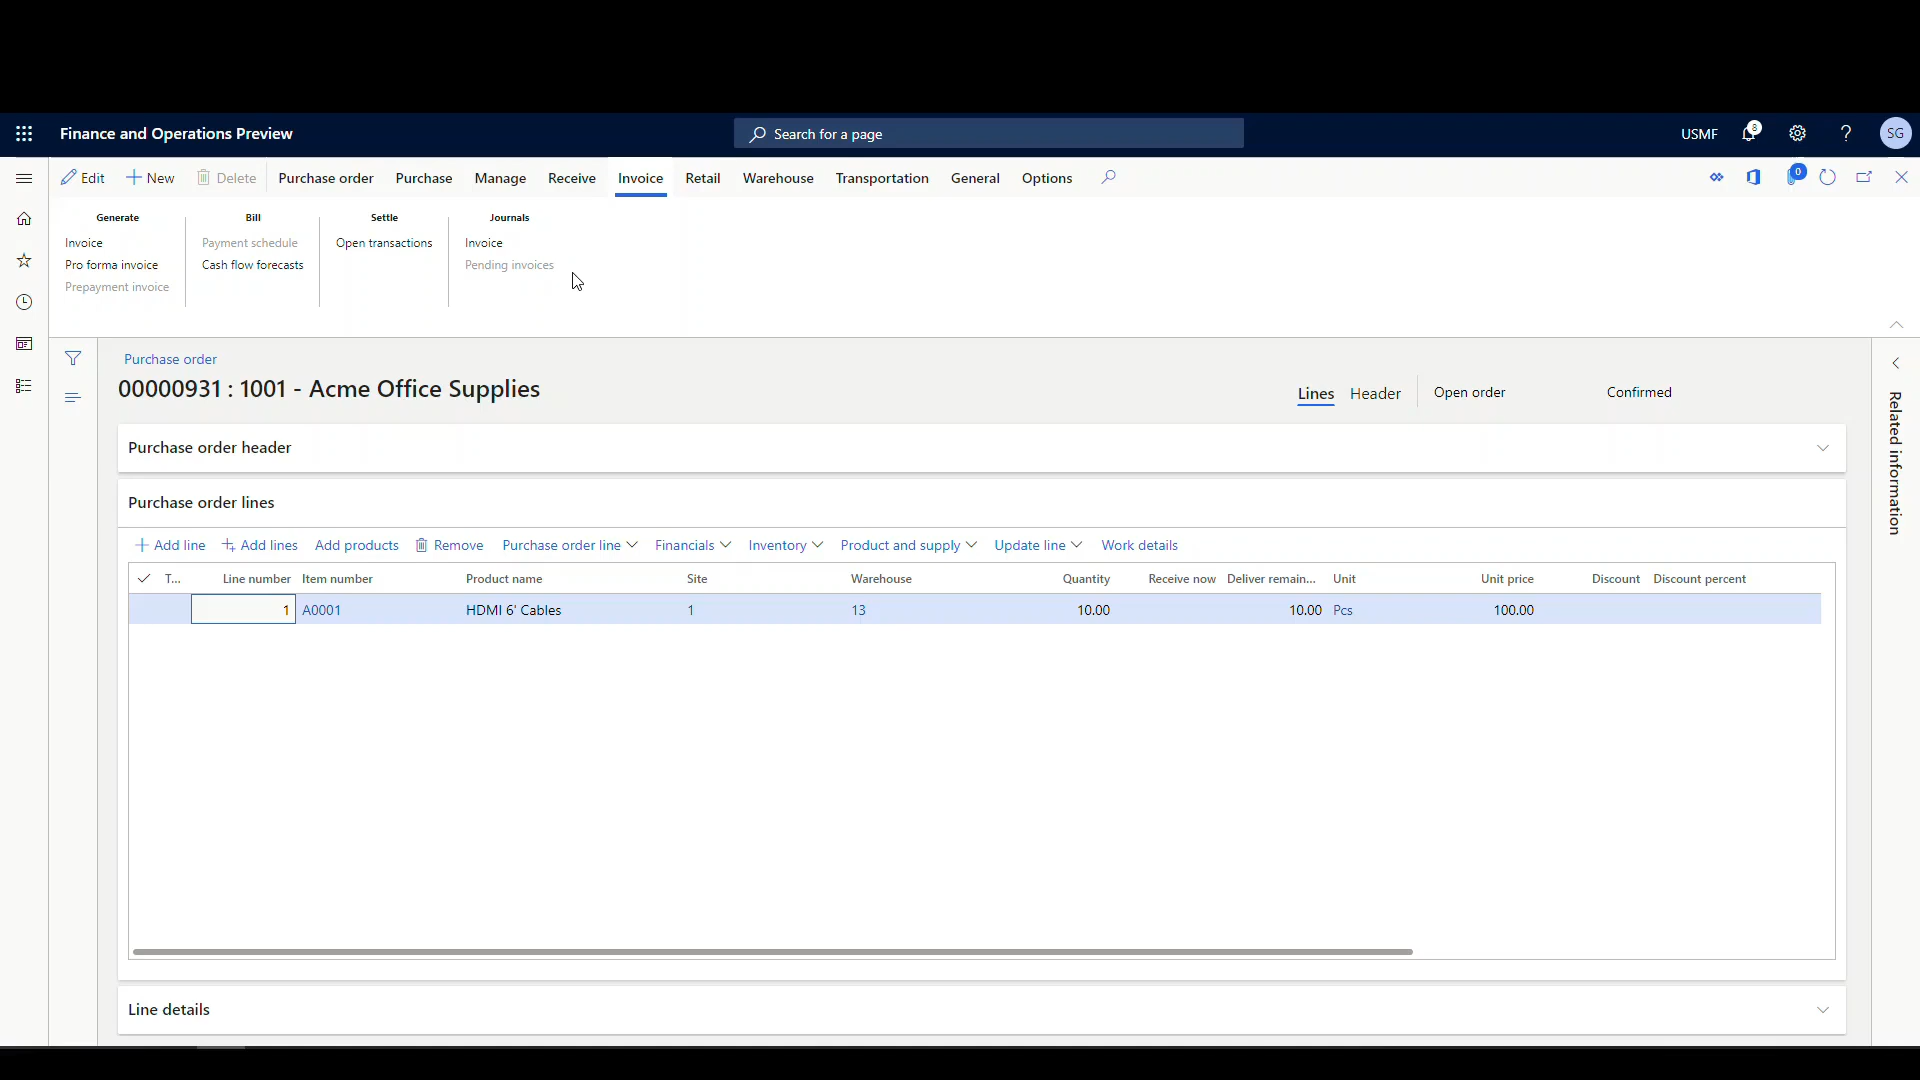 Finance and Operations Preview
Search for a page
USMF
8
?
SG
Edit
New
Delete
Purchase order
Purchase
Manage
Receive
Invoice
Retail
Warehouse
Transportation
General
Options
0
Generate
Invoice
Pro forma invoice
Prepayment invoice
Bill
Payment schedule
Cash flow forecasts
Settle
Open transactions
Journals
Invoice
Pending invoices
Purchase order
00000931 : 1001 - Acme Office Supplies
Lines
Header
Open order
Confirmed
Related information
Purchase order header
Purchase order lines
Add line
Add lines
Add products
Remove
Purchase order line
Financials
Inventory
Product and supply
Update line
Work details
T... Line number Item number Product name Site Warehouse Quantity Receive now Deliver remain... Unit Unit price Discount Discount percent
1 A0001 HDMI 6' Cables 1 13 10.00 10.00 Pcs 100.00
Line details